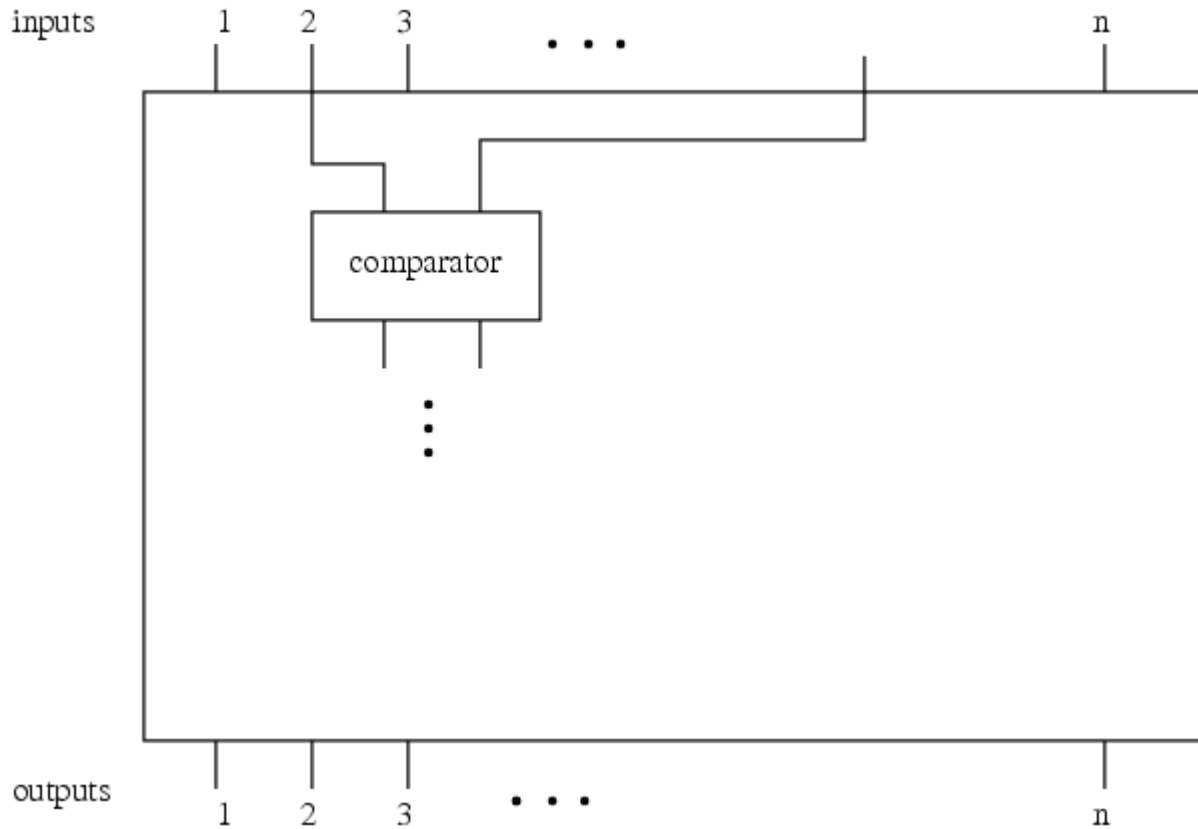 inputs 1 2 3 . . . n
comparator
outputs 1 2 3 . . . n